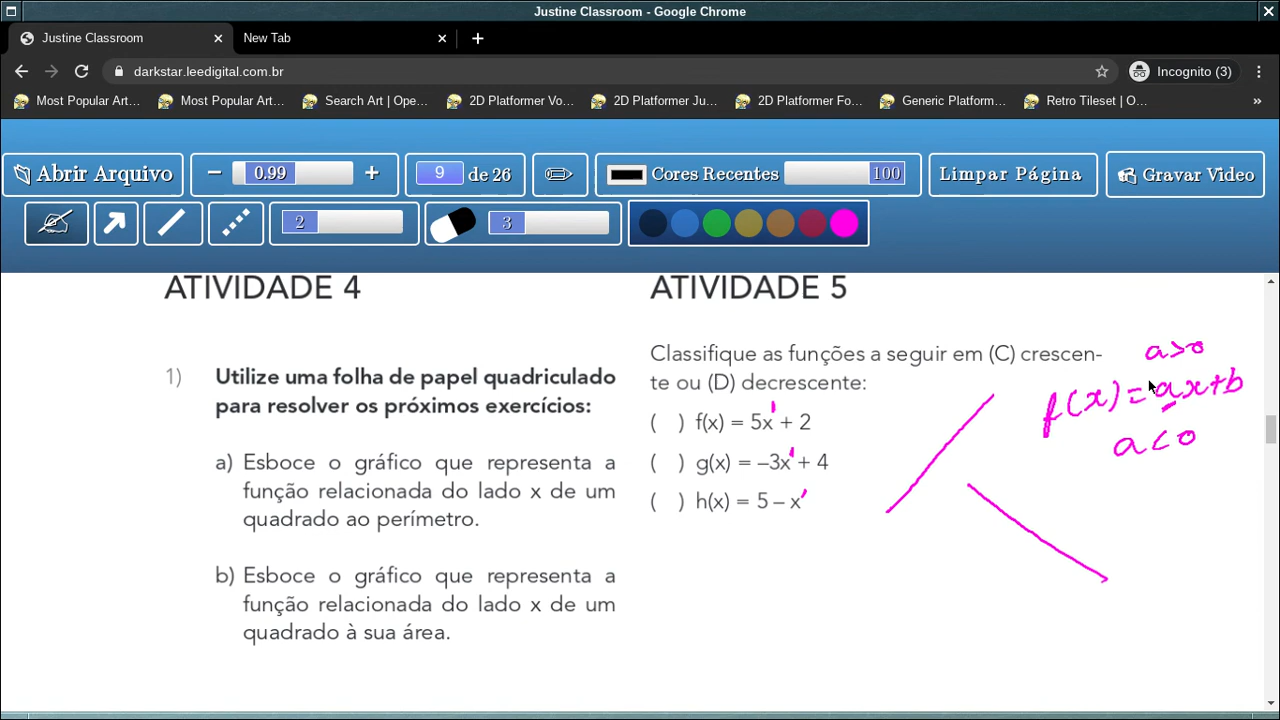 Justine Classroom - Google Chrome
Justine Classroom
New Tab
darkstar.leedigital.com.br
Incognito (3)
Most Popular Art...
Most Popular Art...
Search Art | Ope...
2D Platformer Vo...
2D Platformer Ju...
2D Platformer Fo...
Generic Platform...
Retro Tileset | O...
»
Abrir Arquivo
− 0.99 +
9 de 26
Cores Recentes 100
Limpar Página
Gravar Video
2
3
ATIVIDADE 4
1) Utilize uma folha de papel quadriculado
para resolver os próximos exercícios:
a) Esboce o gráfico que representa a
função relacionada do lado x de um
quadrado ao perímetro.
b) Esboce o gráfico que representa a
função relacionada do lado x de um
quadrado à sua área.
ATIVIDADE 5
Classifique as funções a seguir em (C) crescen-
te ou (D) decrescente:
( ) f(x) = 5x + 2
( ) g(x) = –3x + 4
( ) h(x) = 5 – x
a>0
f(x)=ax+b
a<0